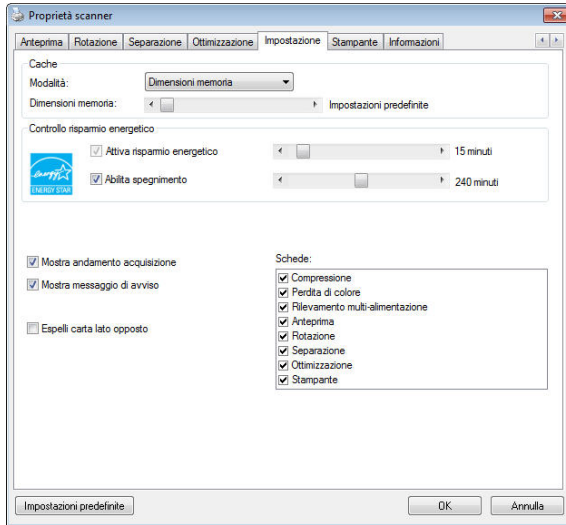 Proprietà scanner
Anteprima Rotazione Separazione Ottimizzazione Impostazione Stampante Informazioni
Cache
Modalità: Dimensioni memoria
Dimensioni memoria: Impostazioni predefinite
Controllo risparmio energetico
Attiva risparmio energetico 15 minuti
energy
ENERGY STAR
Abilita spegnimento 240 minuti
Mostra andamento acquisizione
Mostra messaggio di avviso
Espelli carta lato opposto
Schede:
Compressione
Perdita di colore
Rilevamento multi-alimentazione
Anteprima
Rotazione
Separazione
Ottimizzazione
Stampante
Impostazioni predefinite OK Annulla